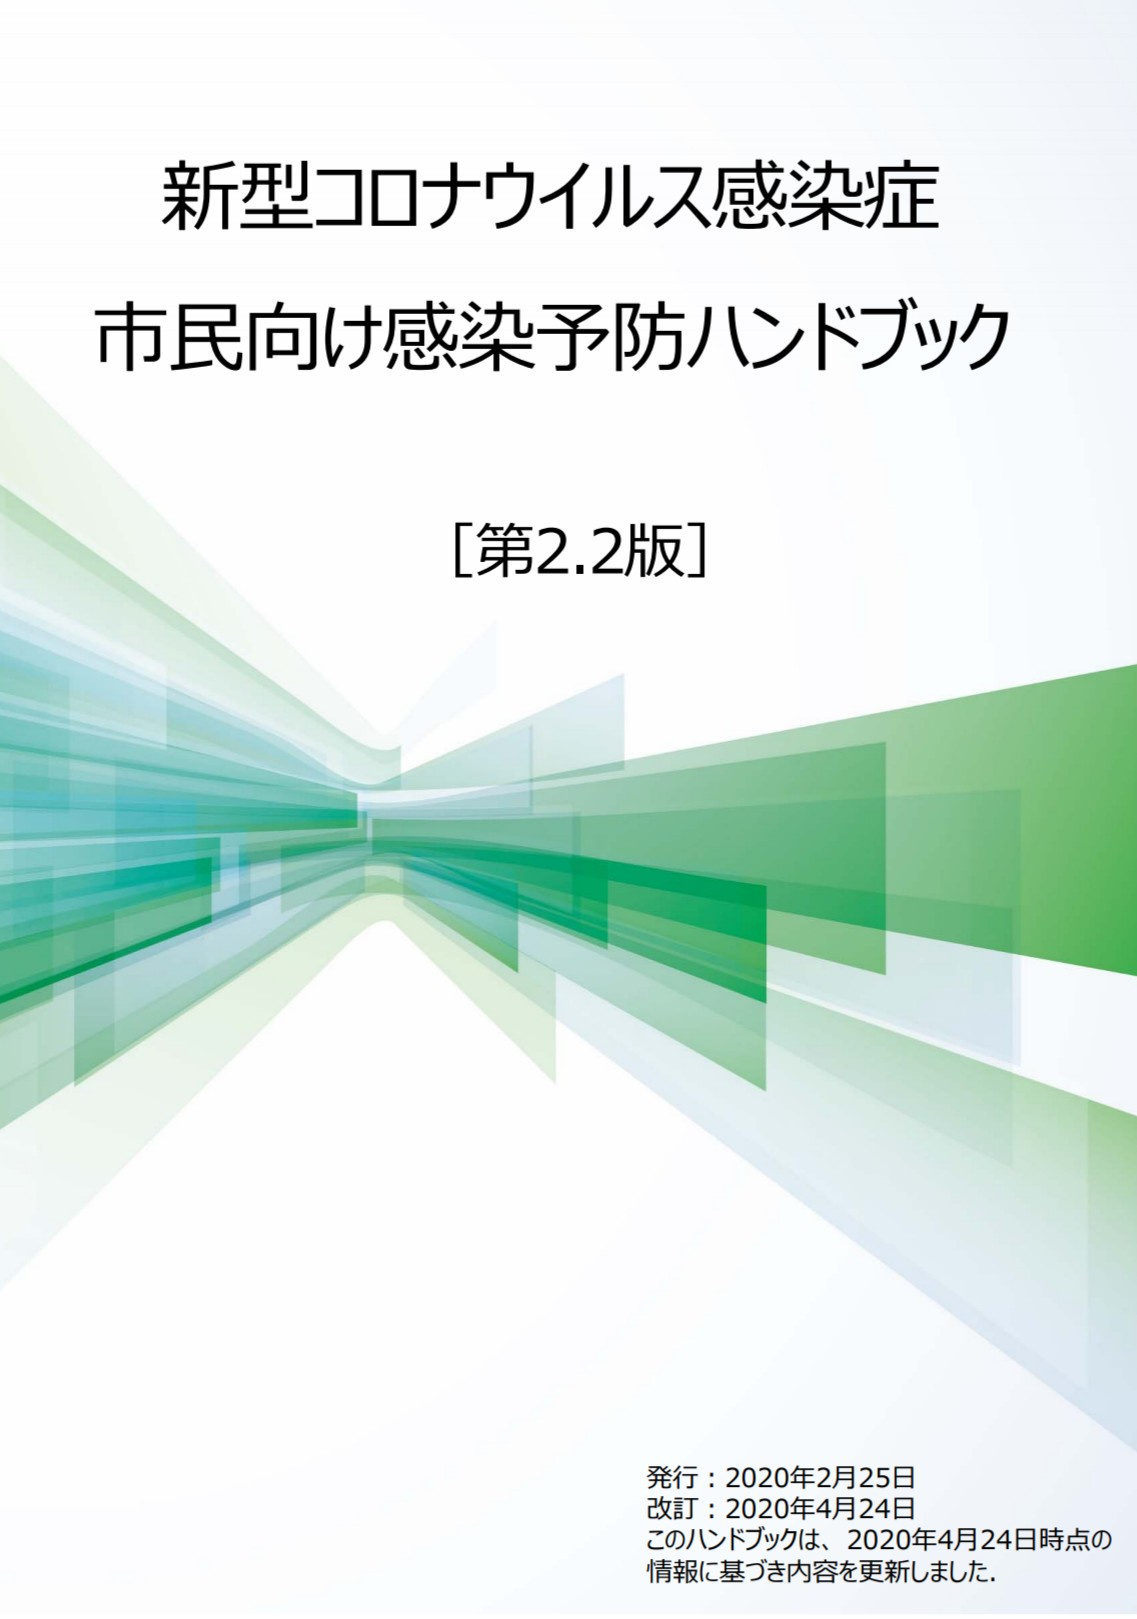 新型コロナウイルス感染症
市民向け感染予防ハンドブック
［第2.2版］
発行：2020年2月25日
改訂：2020年4月24日
このハンドブックは、2020年4月24日時点の
情報に基づき内容を更新しました.